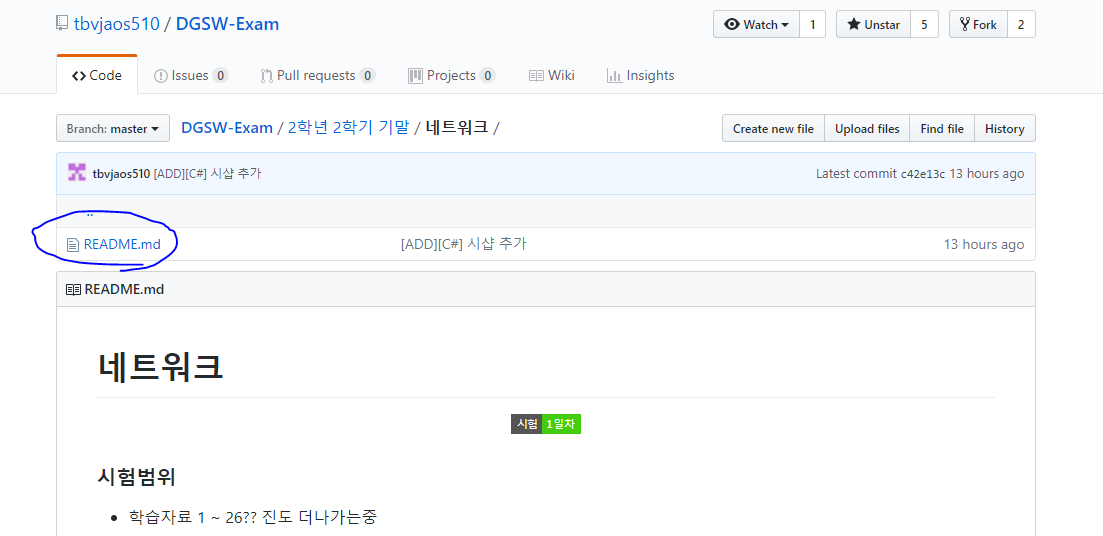 tbvjaos510 / DGSW-Exam Watch 1 Unstar 5 Fork 2
Code Issues 0 Pull requests 0 Projects 0 Wiki Insights
Branch: master DGSW-Exam / 2학년 2학기 기말 / 네트워크 / Create new file Upload files Find file History
tbvjaos510 [ADD][C#] 시샵 추가 Latest commit c42e13c 13 hours ago
..
README.md [ADD][C#] 시샵 추가 13 hours ago
README.md
네트워크
시험 1일차
시험범위
• 학습자료 1 ~ 26?? 진도 더나가는중